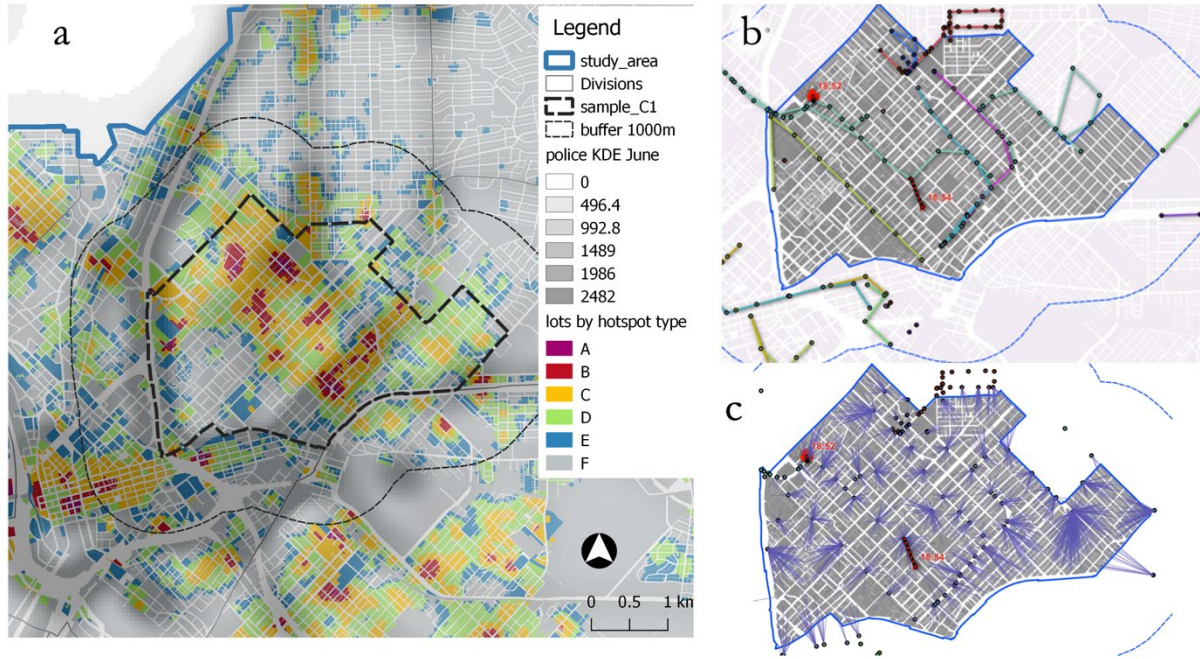 a
Legend
study_area
Divisions
sample_C1
buffer 1000m
police KDE June
0
496.4
992.8
1489
1986
2482
lots by hotspot type
A
B
C
D
E
F
0 0.5 1 km
b
18:52
18:54
c
18:52
18:54